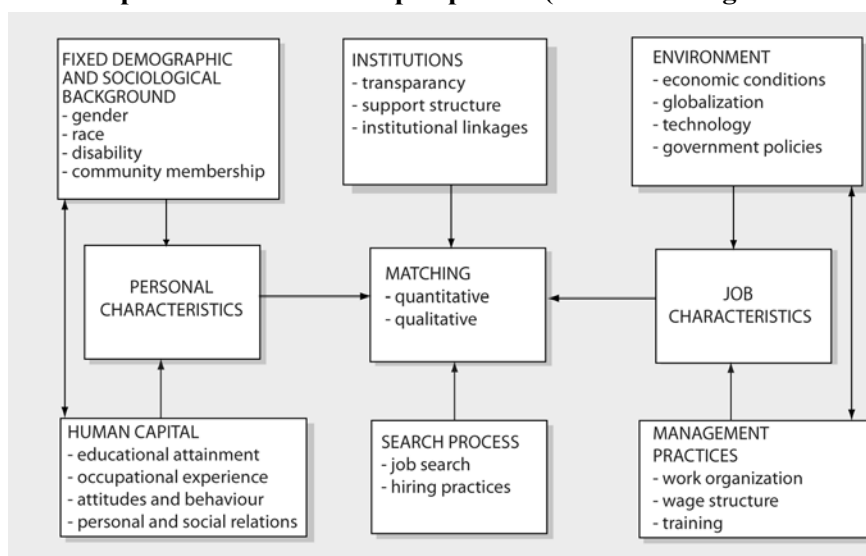 FIXED DEMOGRAPHIC
AND SOCIOLOGICAL
BACKGROUND
- gender
- race
- disability
- community membership
INSTITUTIONS
- transparancy
- support structure
- institutional linkages
ENVIRONMENT
- economic conditions
- globalization
- technology
- government policies
PERSONAL
CHARACTERISTICS
MATCHING
- quantitative
- qualitative
JOB
CHARACTERISTICS
HUMAN CAPITAL
- educational attainment
- occupational experience
- attitudes and behaviour
- personal and social relations
SEARCH PROCESS
- job search
- hiring practices
MANAGEMENT
PRACTICES
- work organization
- wage structure
- training